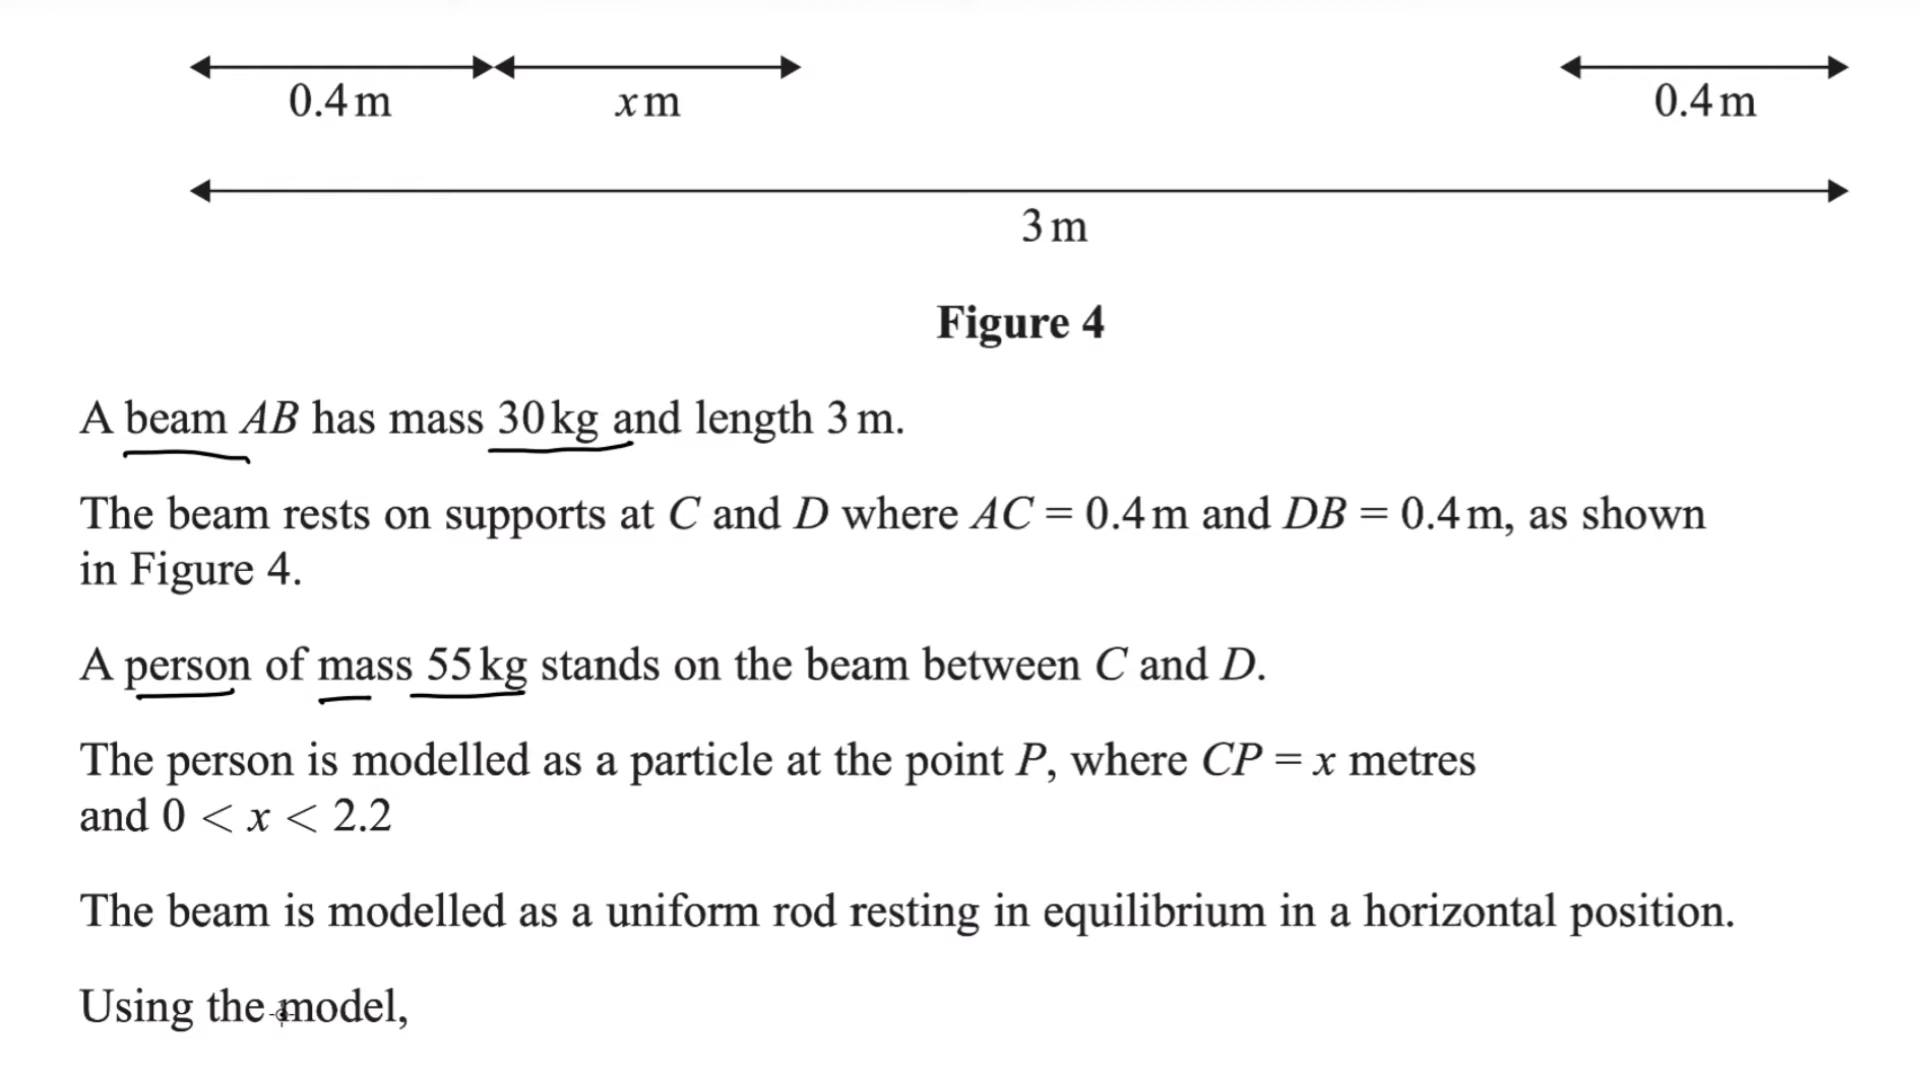 0.4 m x m 0.4 m
3 m
Figure 4
A beam AB has mass 30 kg and length 3 m.
The beam rests on supports at C and D where AC = 0.4 m and DB = 0.4 m, as shown
in Figure 4.
A person of mass 55 kg stands on the beam between C and D.
The person is modelled as a particle at the point P, where CP = x metres
and 0 < x < 2.2
The beam is modelled as a uniform rod resting in equilibrium in a horizontal position.
Using the model,